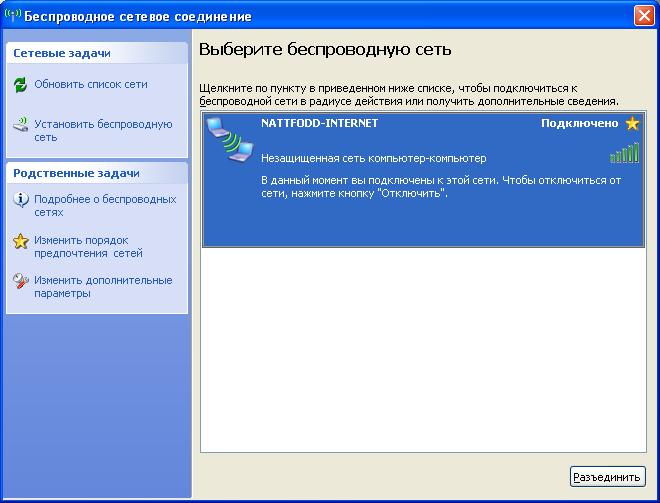 Беспроводное сетевое соединение
Сетевые задачи
Обновить список сети
Установить беспроводную
сеть
Родственные задачи
Подробнее о беспроводных
сетях
Изменить порядок
предпочтения сетей
Изменить дополнительные
параметры
Выберите беспроводную сеть
Щелкните по пункту в приведенном ниже списке, чтобы подключиться к
беспроводной сети в радиусе действия или получить дополнительные сведения.
NATTFODD-INTERNET Подключено
Незащищенная сеть компьютер-компьютер
В данный момент вы подключены к этой сети. Чтобы отключиться от
сети, нажмите кнопку "Отключить".
Разъединить